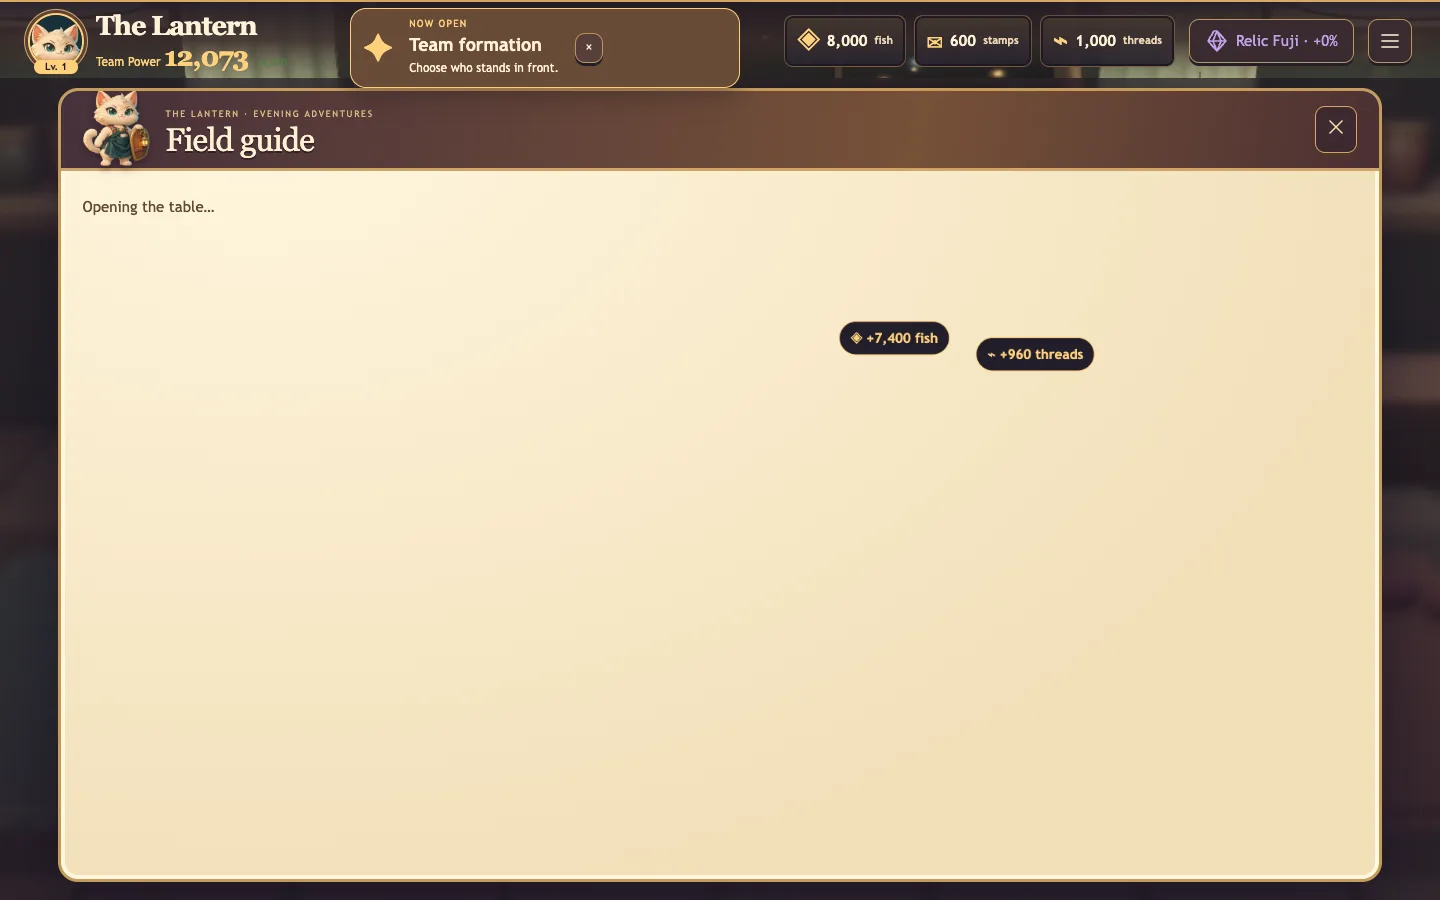 The Lantern
Lv. 1
Team Power 12,073
NOW OPEN
Team formation
Choose who stands in front.
×
8,000 fish
600 stamps
1,000 threads
Relic Fuji · +0%
THE LANTERN · EVENING ADVENTURES
Field guide
Opening the table...
+7,400 fish
+960 threads